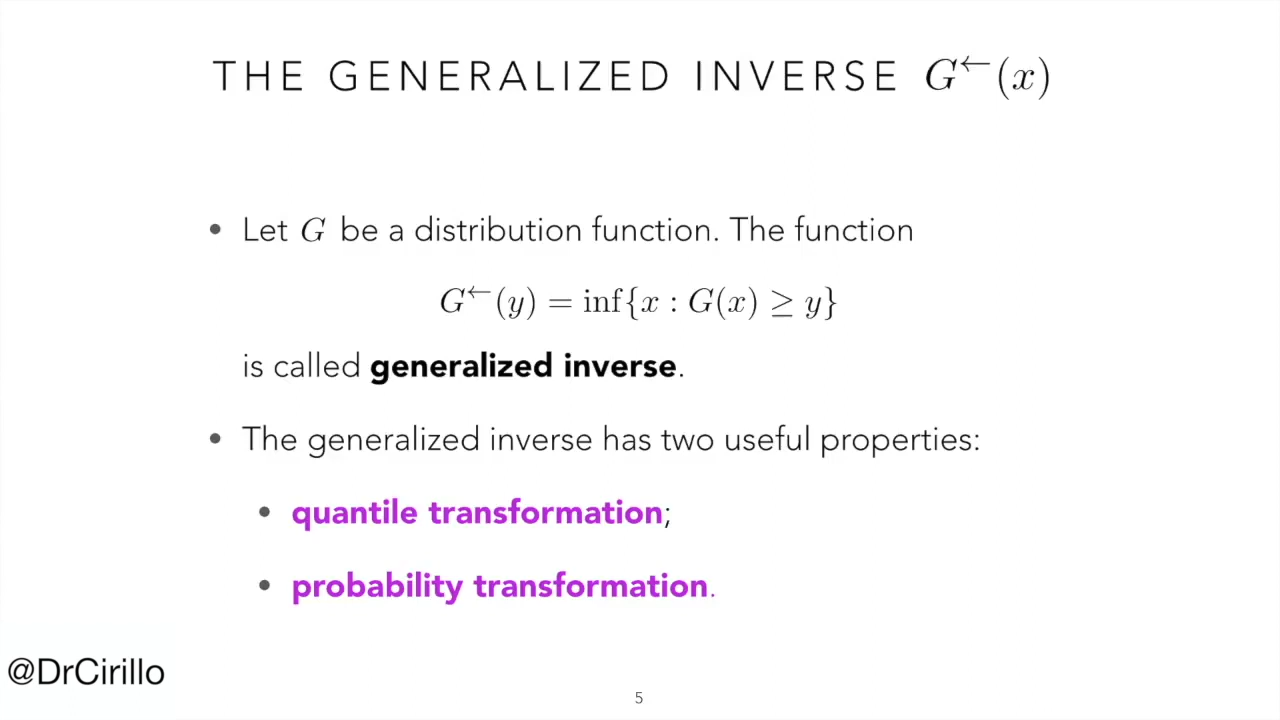 THE GENERALIZED INVERSE G←(x)
• Let G be a distribution function. The function
G←(y) = inf{x : G(x) ≥ y}
is called generalized inverse.
• The generalized inverse has two useful properties:
• quantile transformation;
• probability transformation.
@DrCirillo
5